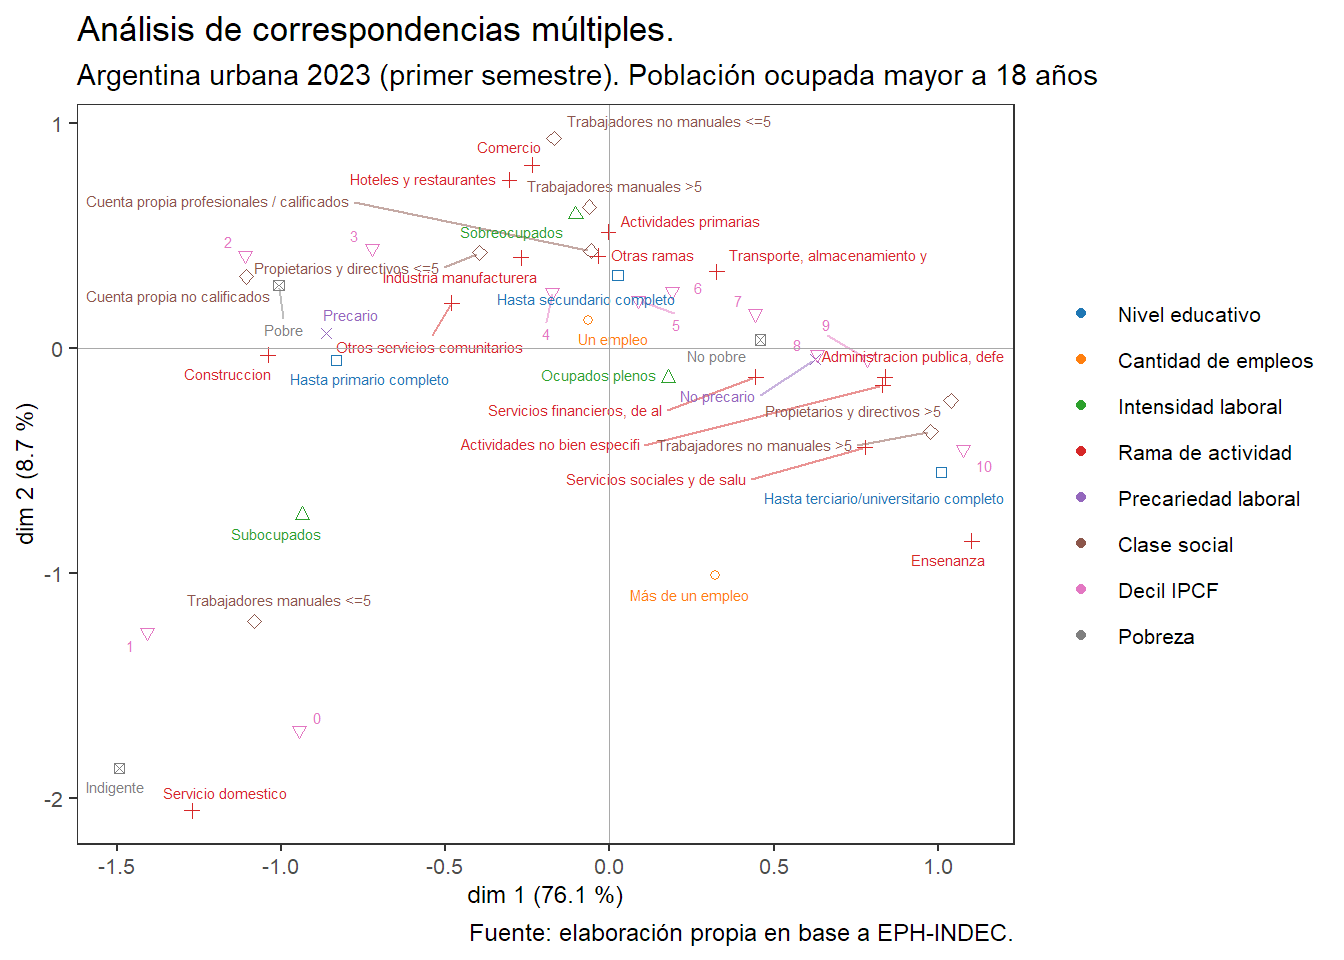 Análisis de correspondencias múltiples.
Argentina urbana 2023 (primer semestre). Población ocupada mayor a 18 años
Trabajadores no manuales <=5
Comercio
Hoteles y restaurantes
Trabajadores manuales >5
Cuenta propia profesionales / calificados
Actividades primarias
Sobreocupados
2
3
Otras ramas
Transporte, almacenamiento y
Propietarios y directivos <=5
Industria manufacturera
Cuenta propia no calificados
Hasta secundario completo
6
7
Pobre
Precario
4
5
9
Un empleo
8
Otros servicios comunitarios
No pobre
Administracion publica, defe
Construccion
Hasta primario completo
Ocupados plenos
No precario
Servicios financieros, de al
Propietarios y directivos >5
Actividades no bien especifi
Trabajadores no manuales >5
10
Servicios sociales y de salu
Hasta terciario/universitario completo
Subocupados
Ensenanza
Más de un empleo
Trabajadores manuales <=5
1
0
Indigente
Servicio domestico
1
0
-1
-2
dim 2 (8.7 %)
-1.5
-1.0
-0.5
0.0
0.5
1.0
dim 1 (76.1 %)
Fuente: elaboración propia en base a EPH-INDEC.
Nivel educativo
Cantidad de empleos
Intensidad laboral
Rama de actividad
Precariedad laboral
Clase social
Decil IPCF
Pobreza